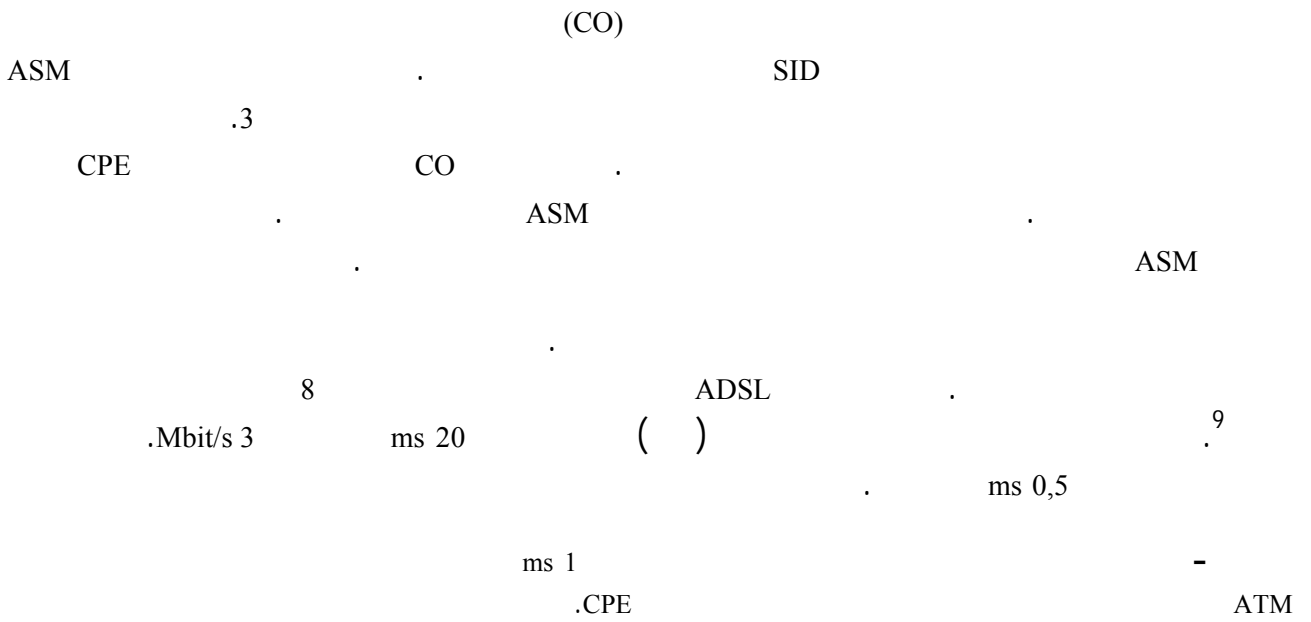 (CO)
ASM . SID
.3
CPE CO .
. ASM .
. ASM
.
8 ADSL .
.Mbit/s 3 ms 20 ( ) . 9
. ms 0,5
ms 1 -
.CPE ATM